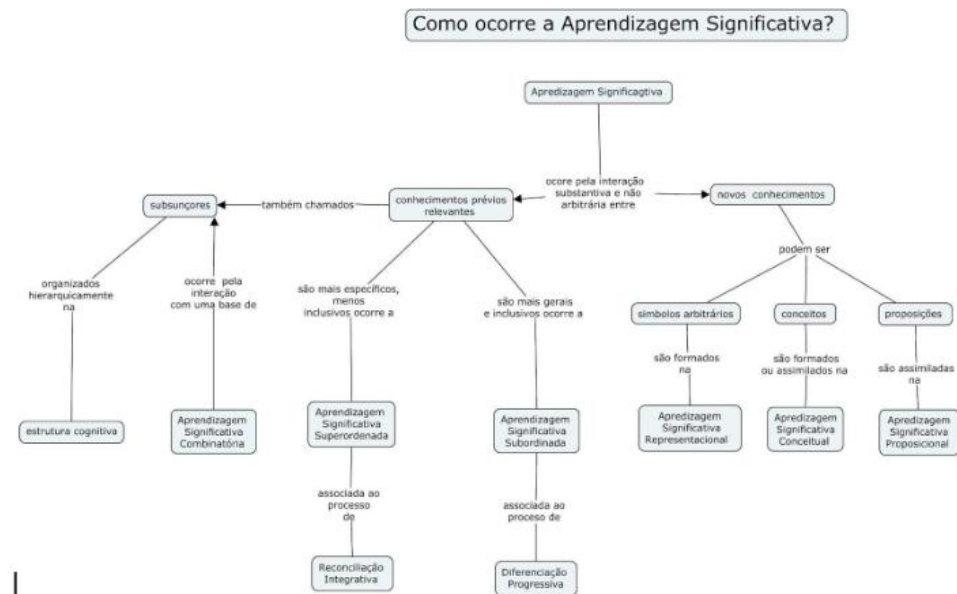 Como ocorre a Aprendizagem Significativa?
Apredizagem Significagtiva
ocore pela interação
substantiva e não
arbitrária entre
novos conhecimentos
conhecimentos prévios
relevantes
também chamados
subsunçores
organizados
hierarquicamente
na
ocorre pela
interação
com uma base de
são mais específicos,
menos
inclusivos ocorre a
são mais gerais
e inclusivos ocorre a
podem ser
símbolos arbitrários
conceitos
proposições
são formados
na
são formados
ou assimilados na
são assimiladas
na
estrutura cognitiva
Aprendizagem
Significativa
Combinatória
Aprendizagem
Significativa
Superordenada
Aprendizagem
Significativa
Subordinada
Apredizagem
Significativa
Representacional
Apredizagem
Significativa
Conceitual
Apredizagem
Significativa
Proposicional
associada ao
processo
de
associada ao
proceso de
Reconciliação
Integrativa
Diferenciação
Progressiva